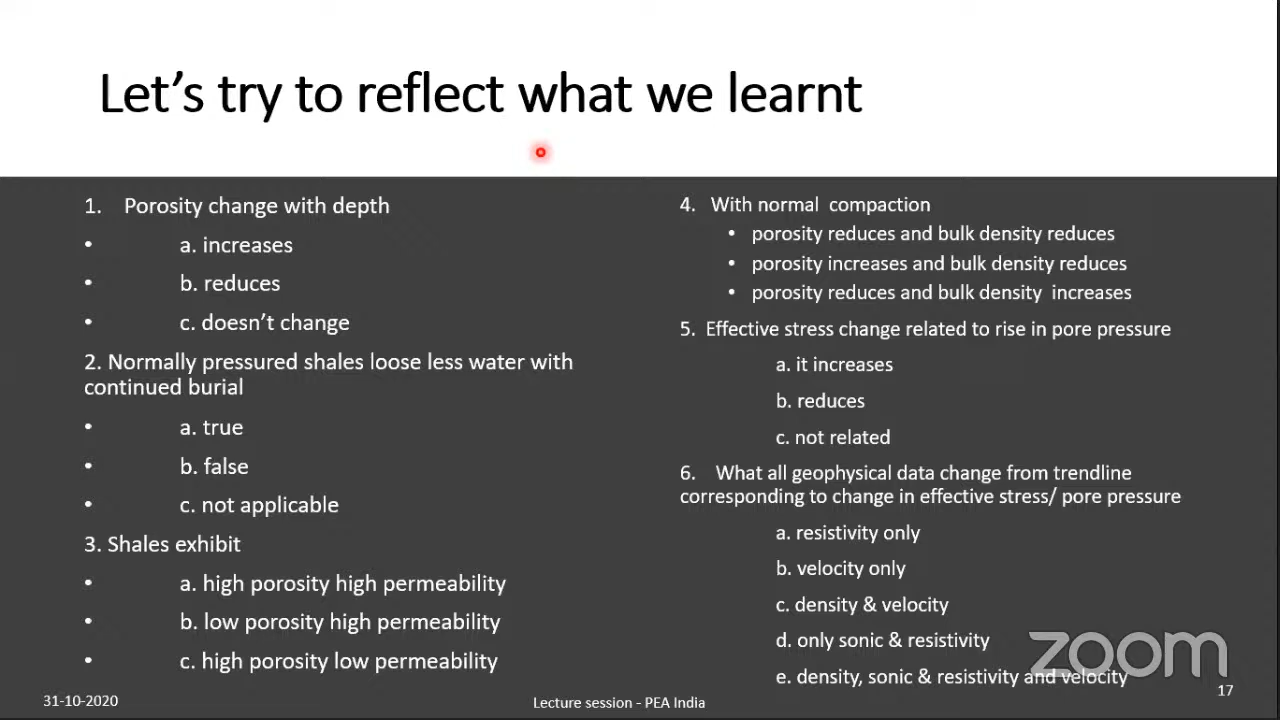 Let's try to reflect what we learnt
1. Porosity change with depth
• a. increases
• b. reduces
• c. doesn't change
2. Normally pressured shales loose less water with
continued burial
• a. true
• b. false
• c. not applicable
3. Shales exhibit
• a. high porosity high permeability
• b. low porosity high permeability
• c. high porosity low permeability
4. With normal compaction
• porosity reduces and bulk density reduces
• porosity increases and bulk density reduces
• porosity reduces and bulk density increases
5. Effective stress change related to rise in pore pressure
a. it increases
b. reduces
c. not related
6. What all geophysical data change from trendline
corresponding to change in effective stress/ pore pressure
a. resistivity only
b. velocity only
c. density & velocity
d. only sonic & resistivity
e. density, sonic & resistivity and velocity
zoom
31-10-2020
Lecture session - PEA India
17